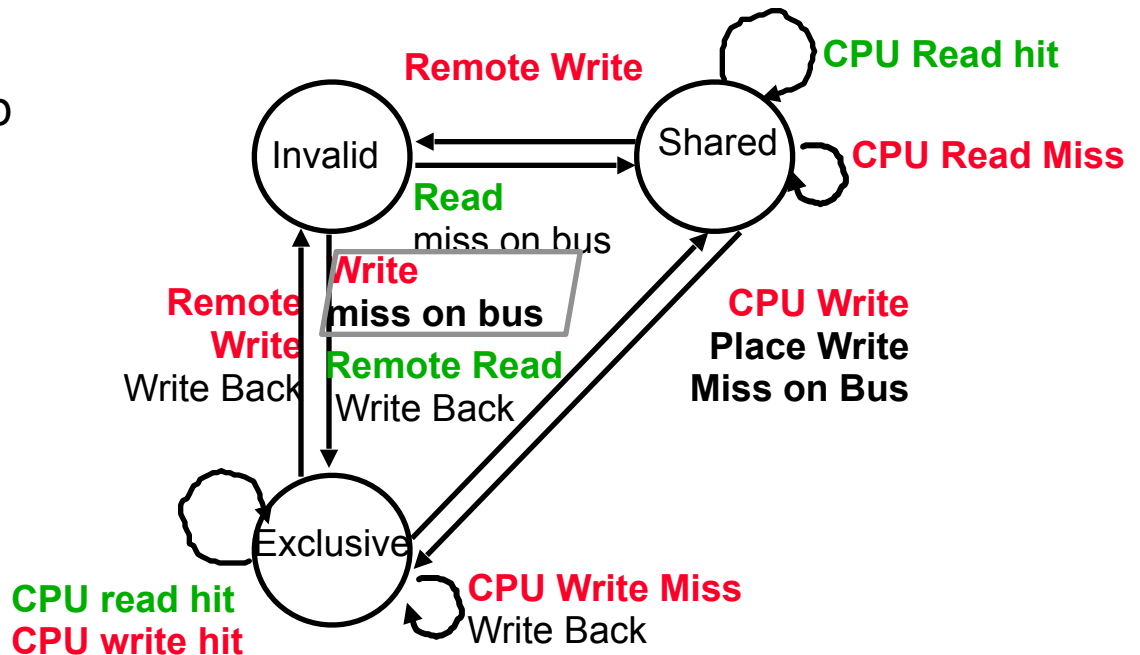 Remote Write
CPU Read hit
Invalid
Shared
CPU Read Miss
Read
miss on bus
Write
miss on bus
Remote
Write
Write Back
Remote Read
Write Back
CPU Write
Place Write
Miss on Bus
Exclusive
CPU read hit
CPU write hit
CPU Write Miss
Write Back